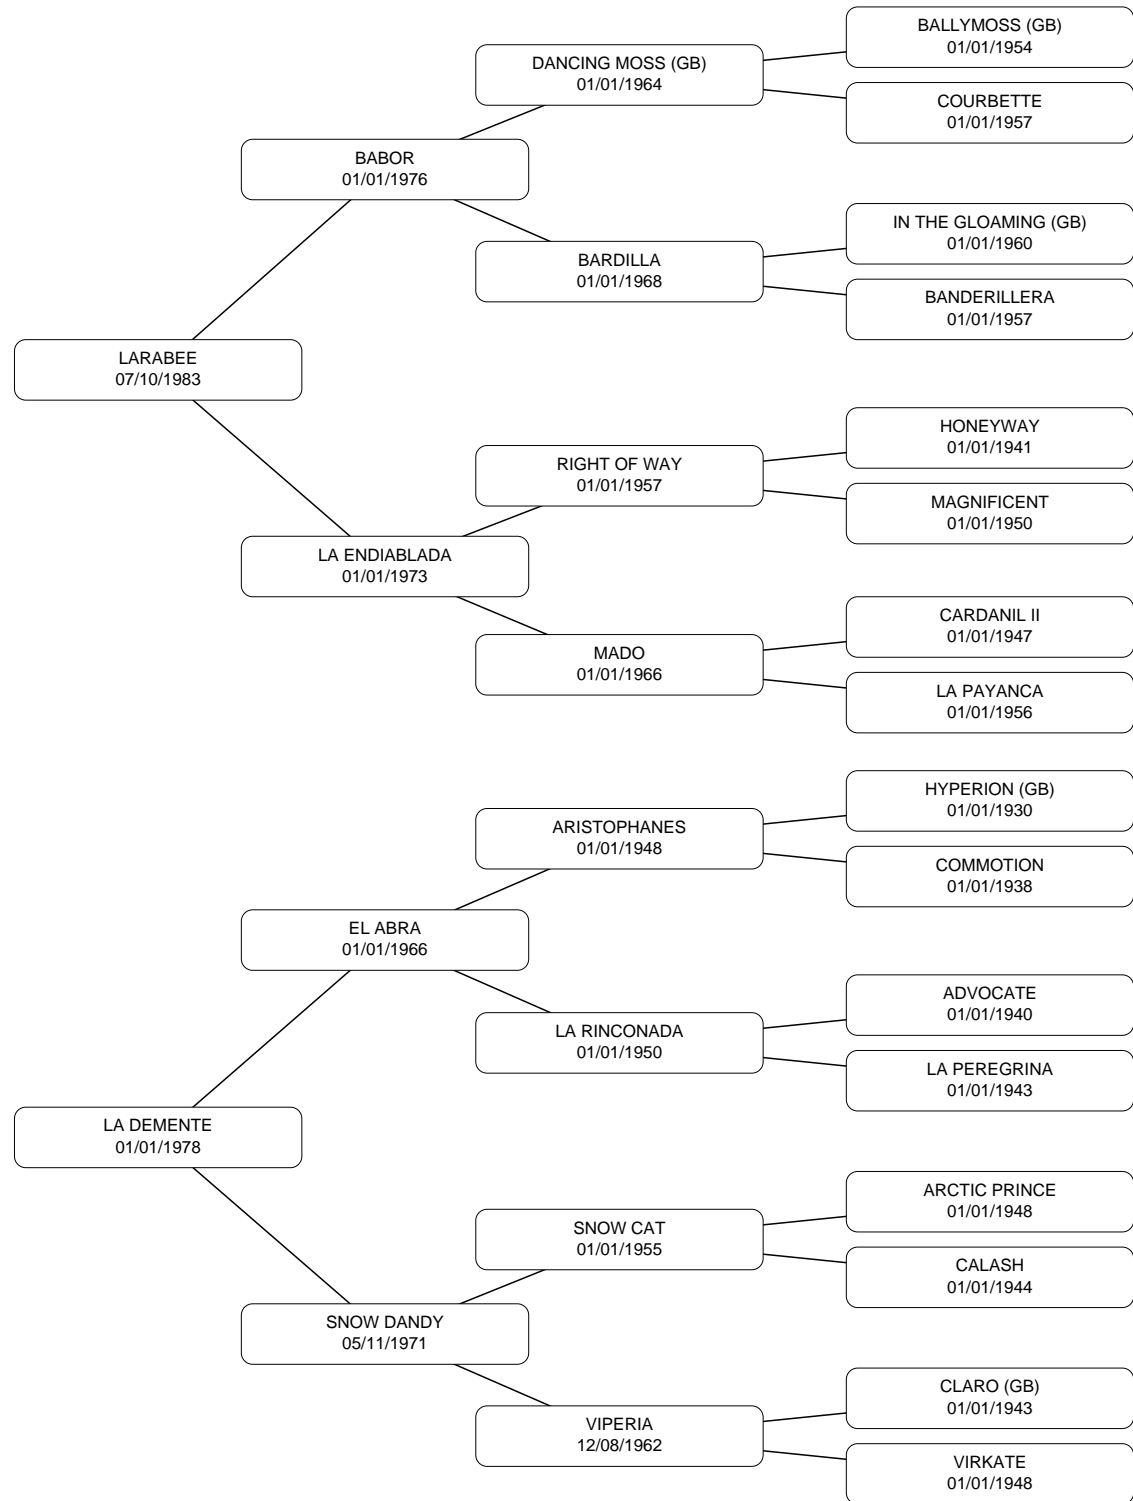 BALLYMOSS (GB)
01/01/1954
DANCING MOSS (GB)
01/01/1964
COURBETTE
01/01/1957
BABOR
01/01/1976
IN THE GLOAMING (GB)
01/01/1960
BARDILLA
01/01/1968
BANDERILLERA
01/01/1957
LARABEE
07/10/1983
HONEYWAY
01/01/1941
RIGHT OF WAY
01/01/1957
MAGNIFICENT
01/01/1950
LA ENDIABLADA
01/01/1973
CARDANIL II
01/01/1947
MADO
01/01/1966
LA PAYANCA
01/01/1956
HYPERION (GB)
01/01/1930
ARISTOPHANES
01/01/1948
COMMOTION
01/01/1938
EL ABRA
01/01/1966
ADVOCATE
01/01/1940
LA RINCONADA
01/01/1950
LA PEREGRINA
01/01/1943
LA DEMENTE
01/01/1978
ARCTIC PRINCE
01/01/1948
SNOW CAT
01/01/1955
CALASH
01/01/1944
SNOW DANDY
05/11/1971
CLARO (GB)
01/01/1943
VIPERIA
12/08/1962
VIRKATE
01/01/1948